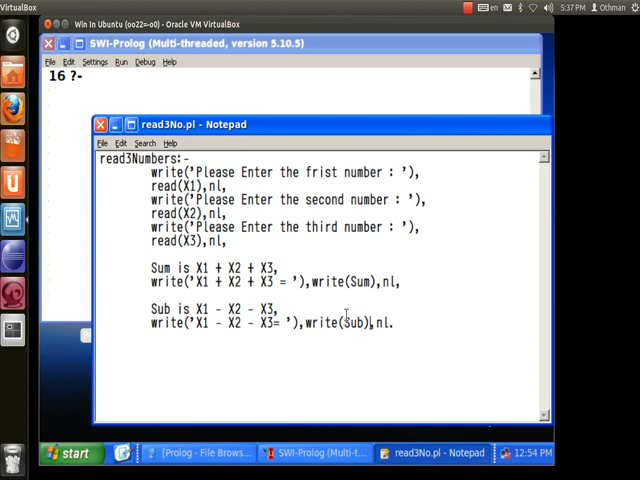 VirtualBox
en
5:37 PM
Othman
Win In Ubuntu (oo22=-o0) - Oracle VM VirtualBox
SWI-Prolog (Multi-threaded, version 5.10.5)
File Edit Settings Run Debug Help
16 ?-
read3No.pl - Notepad
File Edit Search Help
read3Numbers:-
write('Please Enter the frist number : '),
read(X1),nl,
write('Please Enter the second number : '),
read(X2),nl,
write('Please Enter the third number : '),
read(X3),nl,
Sum is X1 + X2 + X3,
write('X1 + X2 + X3 = '),write(Sum),nl,
Sub is X1 - X2 - X3,
write('X1 - X2 - X3= '),write(Sub),nl.
start
[Prolog - File Brows...
SWI-Prolog (Multi-t...
read3No.pl - Notepad
12:54 PM